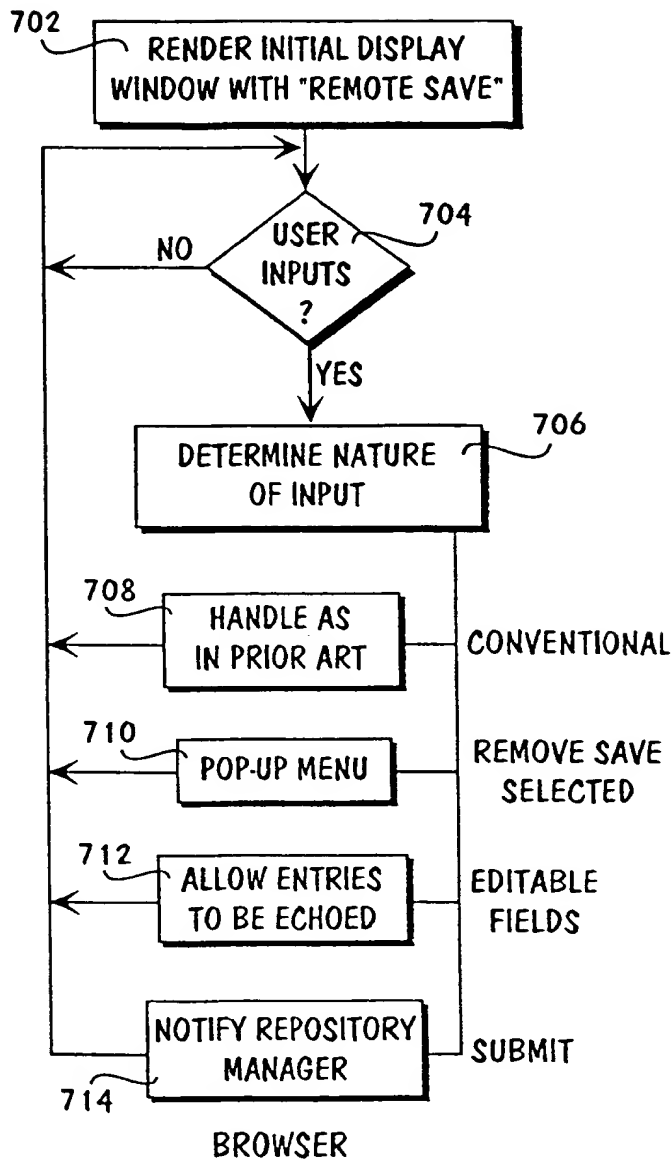 702
RENDER INITIAL DISPLAY
WINDOW WITH "REMOTE SAVE"
704
USER
INPUTS
?
NO
YES
706
DETERMINE NATURE
OF INPUT
708
HANDLE AS
IN PRIOR ART
CONVENTIONAL
710
POP-UP MENU
REMOVE SAVE
SELECTED
712
ALLOW ENTRIES
TO BE ECHOED
EDITABLE
FIELDS
NOTIFY REPOSITORY
MANAGER
SUBMIT
714
BROWSER